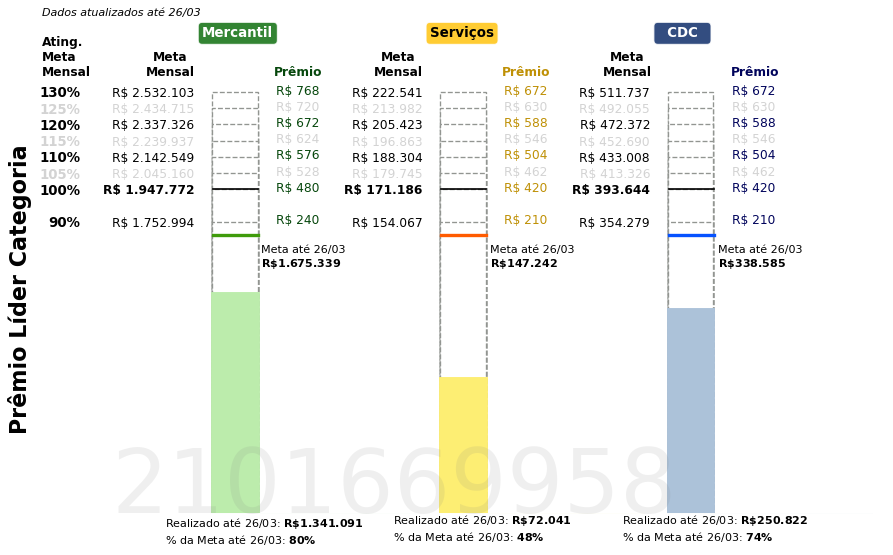 Dados atualizados até 26/03
Mercantil Serviços CDC
Ating.
Meta Meta Meta Meta
Mensal Mensal Prêmio Mensal Prêmio Mensal Prêmio
130% R$ 2.532.103 R$ 768 R$ 222.541 R$ 672 R$ 511.737 R$ 672
125% R$ 2.434.715 R$ 720 R$ 213.982 R$ 630 R$ 492.055 R$ 630
120% R$ 2.337.326 R$ 672 R$ 205.423 R$ 588 R$ 472.372 R$ 588
115% R$ 2.239.937 R$ 624 R$ 196.863 R$ 546 R$ 452.690 R$ 546
110% R$ 2.142.549 R$ 576 R$ 188.304 R$ 504 R$ 433.008 R$ 504
105% R$ 2.045.160 R$ 528 R$ 179.745 R$ 462 R$ 413.326 R$ 462
100% R$ 1.947.772 R$ 480 R$ 171.186 R$ 420 R$ 393.644 R$ 420
90% R$ 1.752.994 R$ 240 R$ 154.067 R$ 210 R$ 354.279 R$ 210
Meta até 26/03 Meta até 26/03 Meta até 26/03
R$1.675.339 R$147.242 R$338.585
Prêmio Líder Categoria
2101669958
Realizado até 26/03: R$1.341.091 Realizado até 26/03: R$72.041 Realizado até 26/03: R$250.822
% da Meta até 26/03: 80% % da Meta até 26/03: 48% % da Meta até 26/03: 74%